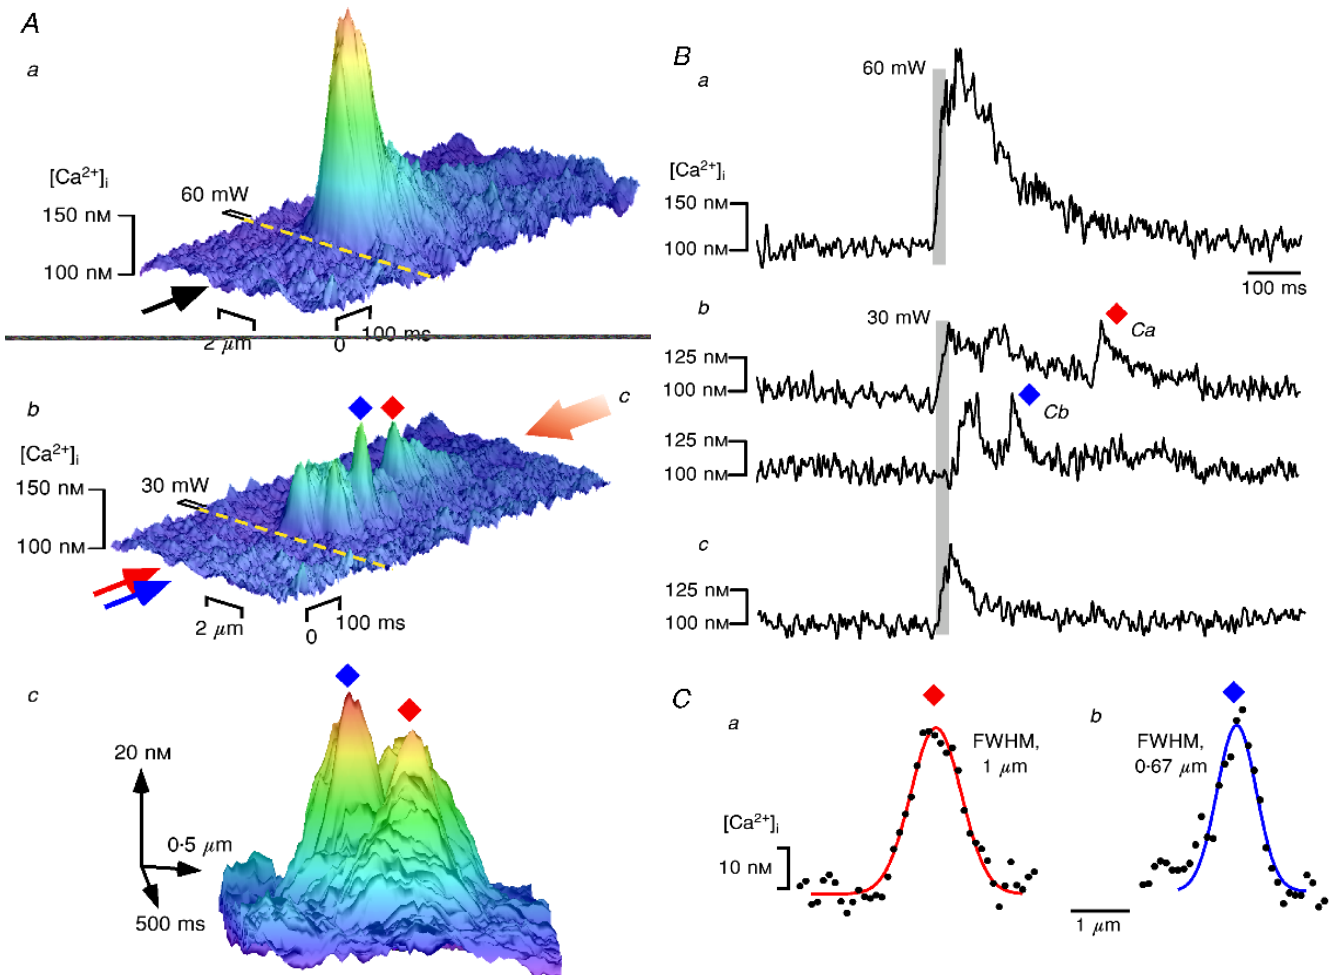 A
a
[Ca²⁺]ᵢ
150 nM
100 nM
60 mW
2 μm
0
100 ms
b
c
[Ca²⁺]ᵢ
150 nM
100 nM
30 mW
2 μm
0
100 ms
c
20 nM
0·5 μm
500 ms
B
a
60 mW
[Ca²⁺]ᵢ
150 nM
100 nM
100 ms
b
30 mW
Ca
125 nM
100 nM
Cb
125 nM
100 nM
c
125 nM
100 nM
C
a
FWHM,
1 μm
b
FWHM,
0·67 μm
[Ca²⁺]ᵢ
10 nM
1 μm